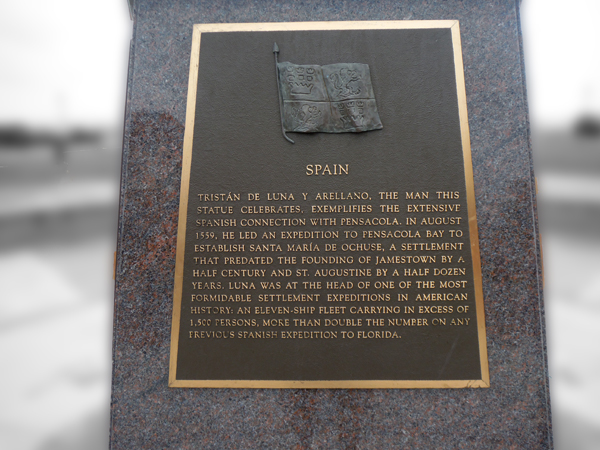 SPAIN
TRISTÁN DE LUNA Y ARELLANO, THE MAN THIS
STATUE CELEBRATES, EXEMPLIFIES THE EXTENSIVE
SPANISH CONNECTION WITH PENSACOLA. IN AUGUST
1559, HE LED AN EXPEDITION TO PENSACOLA BAY TO
ESTABLISH SANTA MARÍA DE OCHUSE, A SETTLEMENT
THAT PREDATED THE FOUNDING OF JAMESTOWN BY A
HALF CENTURY AND ST. AUGUSTINE BY A HALF DOZEN
YEARS. LUNA WAS AT THE HEAD OF ONE OF THE MOST
FORMIDABLE SETTLEMENT EXPEDITIONS IN AMERICAN
HISTORY: AN ELEVEN-SHIP FLEET CARRYING IN EXCESS OF
1,500 PERSONS, MORE THAN DOUBLE THE NUMBER ON ANY
PREVIOUS SPANISH EXPEDITION TO FLORIDA.